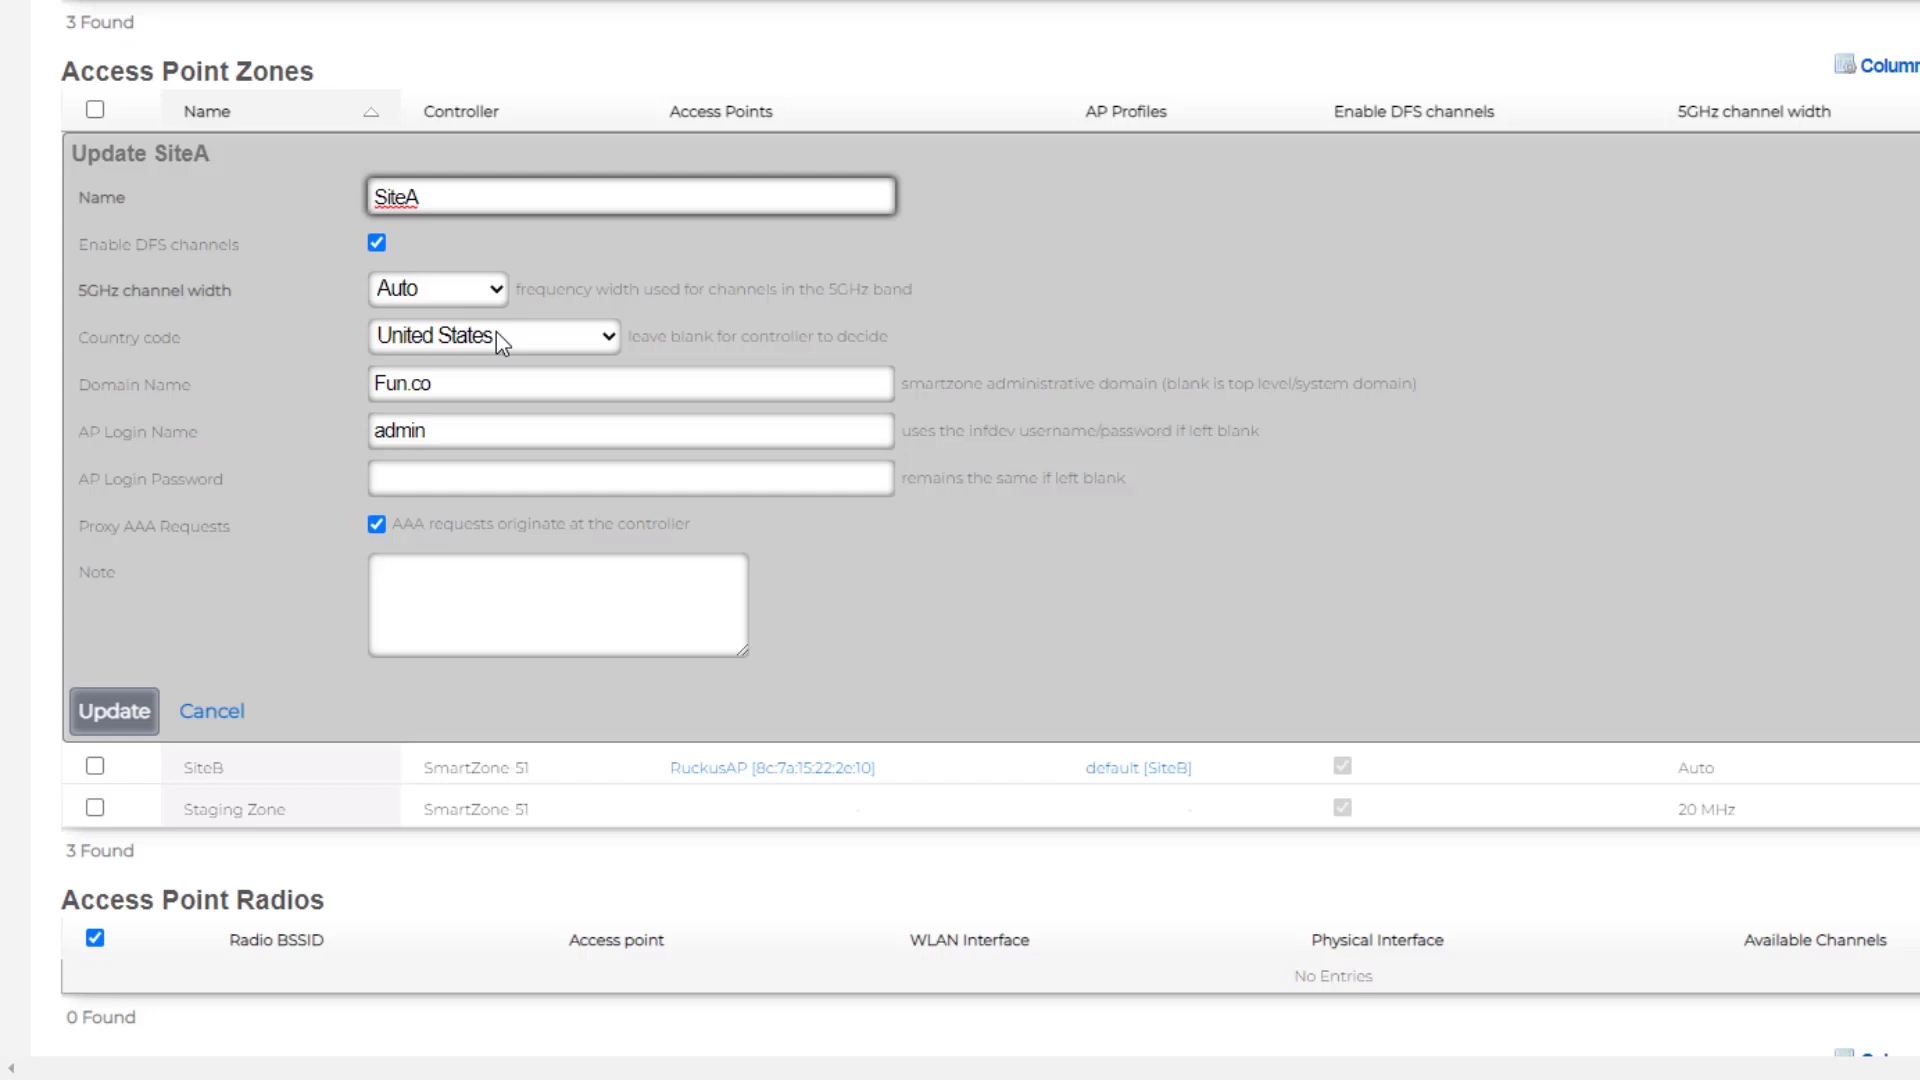 3 Found
Access Point Zones
Name Controller Access Points AP Profiles Enable DFS channels 5GHz channel width
Update SiteA
Name SiteA
Enable DFS channels
5GHz channel width Auto frequency width used for channels in the 5GHz band
Country code United States leave blank for controller to decide
Domain Name Fun.co smartzone administrative domain (blank is top level/system domain)
AP Login Name admin uses the infdev username/password if left blank
AP Login Password remains the same if left blank
Proxy AAA Requests AAA requests originate at the controller
Note
Update Cancel
SiteB SmartZone-51 RuckusAP [8c:7a:15:22:2e:10] default [SiteB] Auto
Staging Zone SmartZone-51 - - 20 MHz
3 Found
Access Point Radios
Radio BSSID Access point WLAN Interface Physical Interface Available Channels
No Entries
0 Found